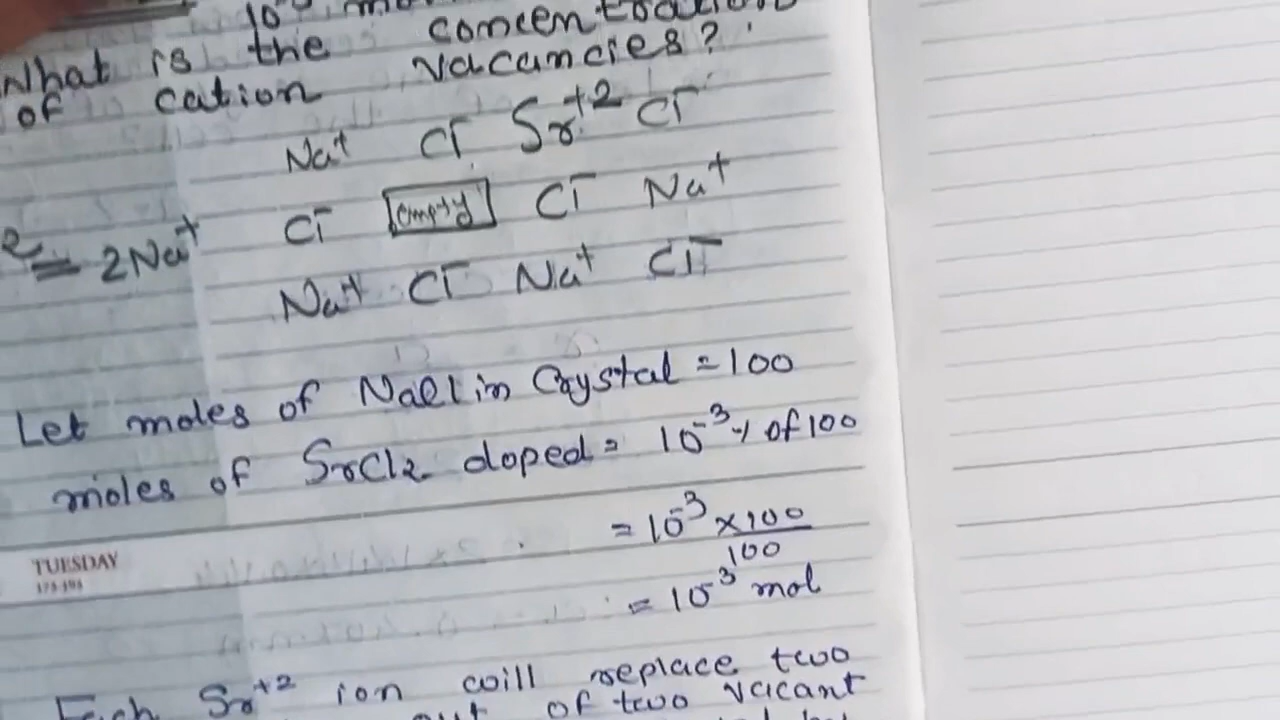 What is the concentration
of cation vacancies?
Na⁺ Cl⁻ Sr⁺² Cl⁻
2Na⁺ Cl⁻ [empty] Cl⁻ Na⁺
Na⁺ Cl⁻ Na⁺ Cl⁻
Let moles of NaCl in Crystal = 100
moles of SrCl₂ doped = 10⁻³% of 100
= 10⁻³ × 100
100
= 10⁻³ mol
TUESDAY
Each Sr⁺² ion will replace two
out of two vacant